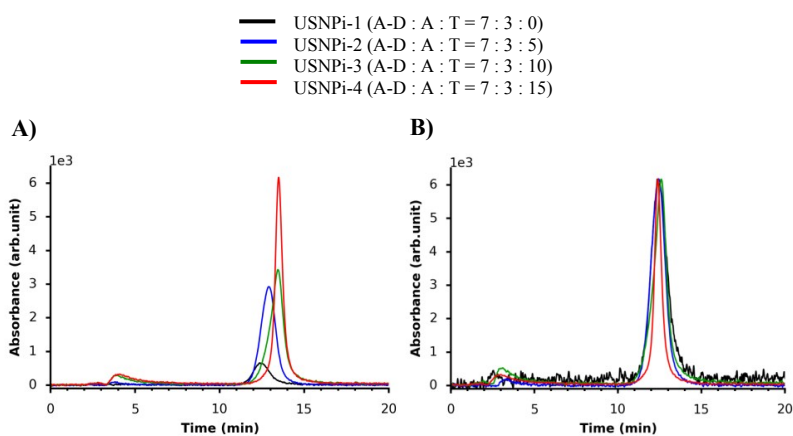 USNPi-1 (A-D : A : T = 7 : 3 : 0)
USNPi-2 (A-D : A : T = 7 : 3 : 5)
USNPi-3 (A-D : A : T = 7 : 3 : 10)
USNPi-4 (A-D : A : T = 7 : 3 : 15)
A)
1e3
6
5
4
3
2
1
0
Absorbance (arb.unit)
0 5 10 15 20
Time (min)
B)
1e3
6
5
4
3
2
1
0
Absorbance (arb.unit)
0 5 10 15 20
Time (min)